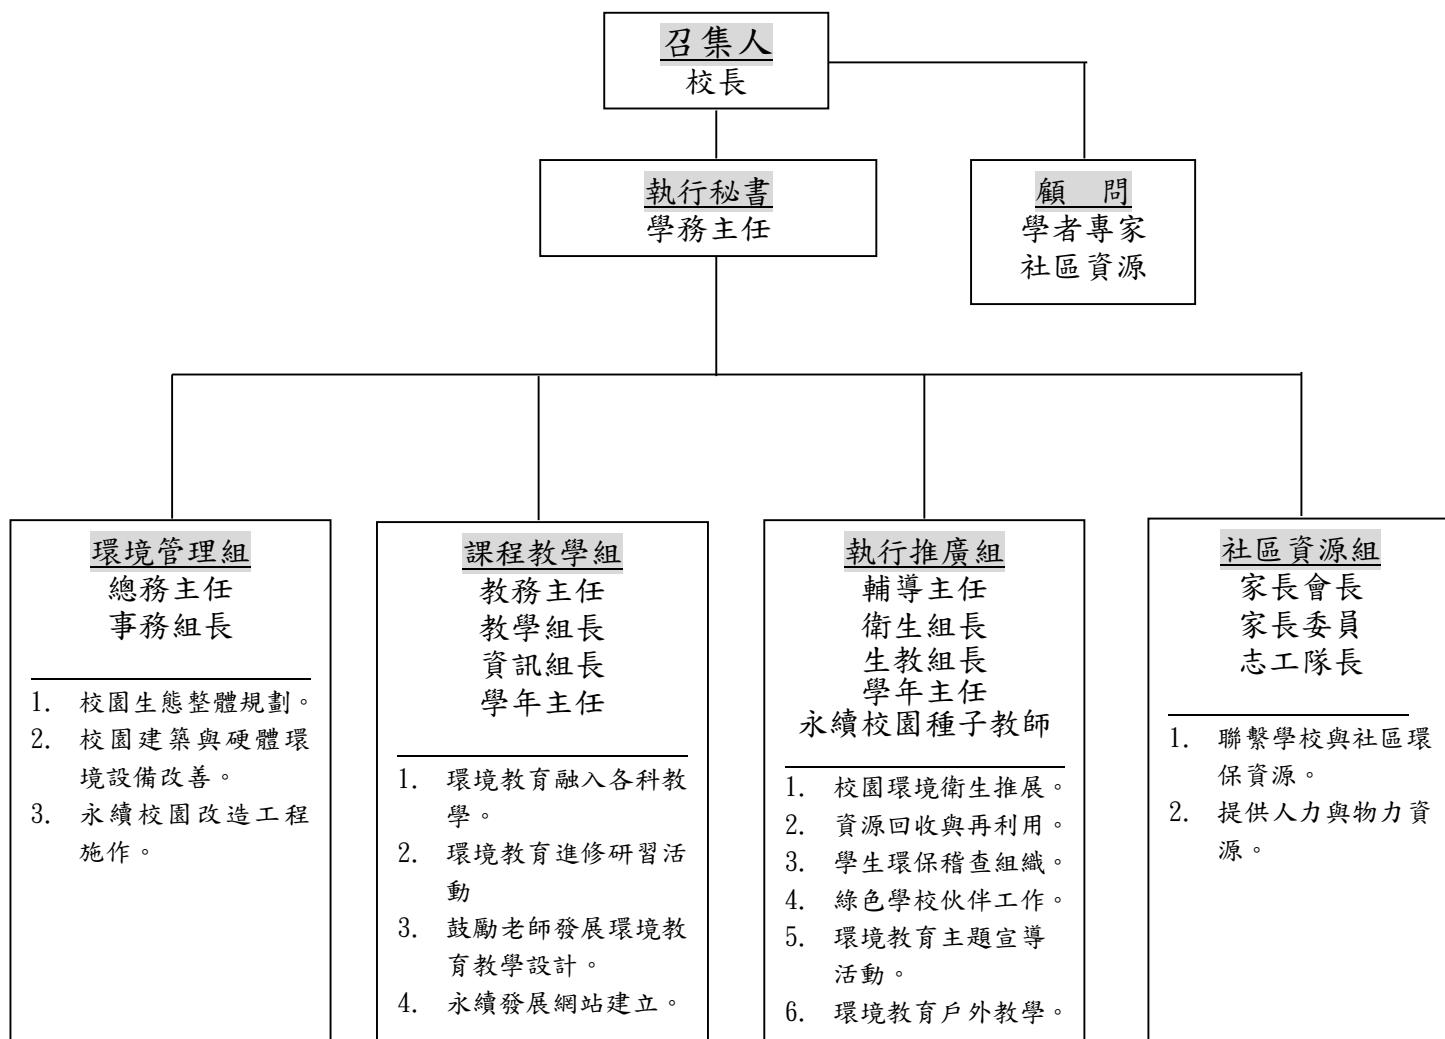 召集人
校長
執行秘書
學務主任
顧　問
學者專家
社區資源
環境管理組
總務主任
事務組長
1. 校園生態整體規劃。
2. 校園建築與硬體環
境設備改善。
3. 永續校園改造工程
施作。
課程教學組
教務主任
教學組長
資訊組長
學年主任
1. 環境教育融入各科教
學。
2. 環境教育進修研習活
動
3. 鼓勵老師發展環境教
育教學設計。
4. 永續發展網站建立。
執行推廣組
輔導主任
衛生組長
生教組長
學年主任
永續校園種子教師
1. 校園環境衛生推展。
2. 資源回收與再利用。
3. 學生環保稽查組織。
4. 綠色學校伙伴工作。
5. 環境教育主題宣導
活動。
6. 環境教育戶外教學。
社區資源組
家長會長
家長委員
志工隊長
1. 聯繫學校與社區環
保資源。
2. 提供人力與物力資
源。